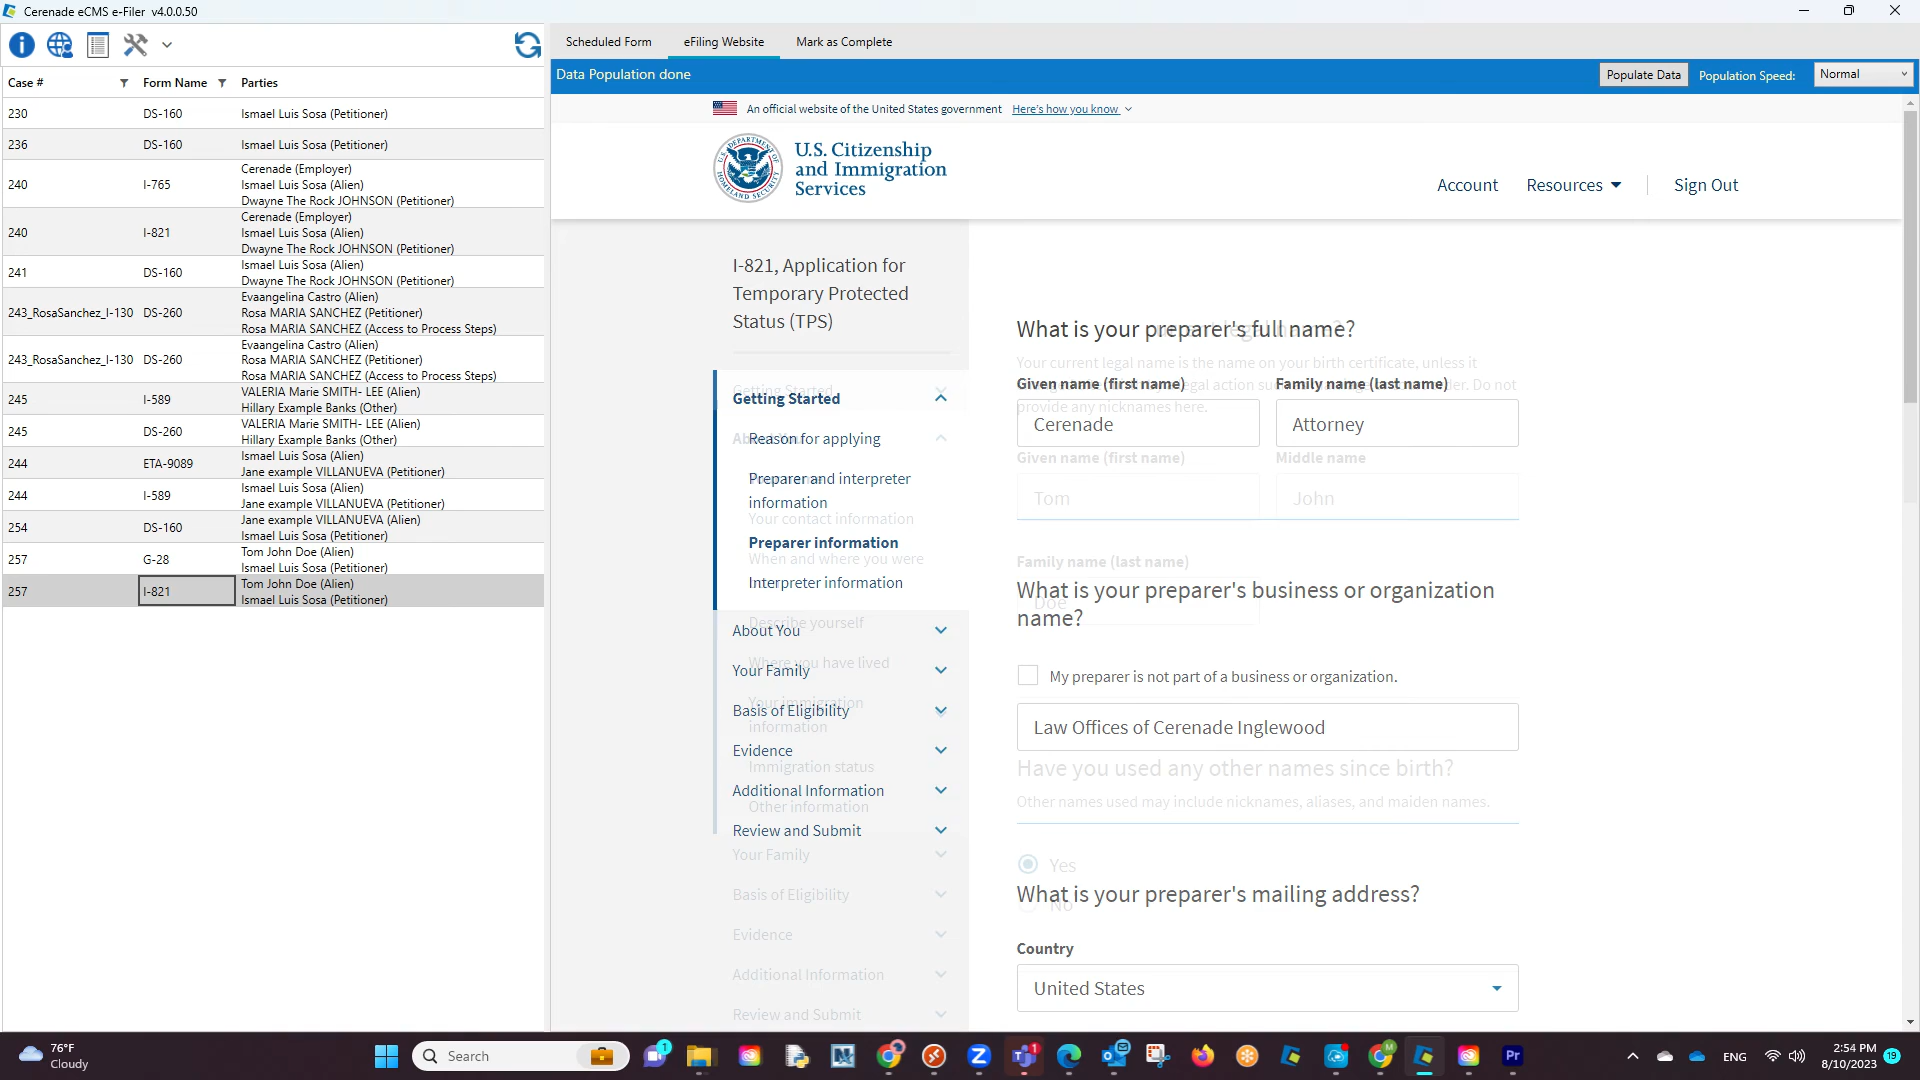 Cerenade eCMS e-Filer v4.0.0.50
Case #
Form Name
Parties
230
DS-160
Ismael Luis Sosa (Petitioner)
236
DS-160
Ismael Luis Sosa (Petitioner)
240
I-765
Cerenade (Employer)
Ismael Luis Sosa (Alien)
Dwayne The Rock JOHNSON (Petitioner)
240
I-821
Cerenade (Employer)
Ismael Luis Sosa (Alien)
Dwayne The Rock JOHNSON (Petitioner)
241
DS-160
Ismael Luis Sosa (Alien)
Dwayne The Rock JOHNSON (Petitioner)
243_RosaSanchez_I-130
DS-260
Evaangelina Castro (Alien)
Rosa MARIA SANCHEZ (Petitioner)
Rosa MARIA SANCHEZ (Access to Process Steps)
243_RosaSanchez_I-130
DS-260
Evaangelina Castro (Alien)
Rosa MARIA SANCHEZ (Petitioner)
Rosa MARIA SANCHEZ (Access to Process Steps)
245
I-589
VALERIA Marie SMITH- LEE (Alien)
Hillary Example Banks (Other)
245
DS-260
VALERIA Marie SMITH- LEE (Alien)
Hillary Example Banks (Other)
244
ETA-9089
Ismael Luis Sosa (Alien)
Jane example VILLANUEVA (Petitioner)
244
I-589
Ismael Luis Sosa (Alien)
Jane example VILLANUEVA (Petitioner)
254
DS-160
Jane example VILLANUEVA (Alien)
Ismael Luis Sosa (Petitioner)
257
G-28
Tom John Doe (Alien)
Ismael Luis Sosa (Petitioner)
257
I-821
Tom John Doe (Alien)
Ismael Luis Sosa (Petitioner)
Scheduled Form
eFiling Website
Mark as Complete
Data Population done
Populate Data
Population Speed:
Normal
An official website of the United States government
Here's how you know
U.S. Citizenship
and Immigration
Services
Account
Resources
Sign Out
I-821, Application for
Temporary Protected
Status (TPS)
Getting Started
Getting Started
Reason for applying
Preparer and interpreter
information
Your contact information
Preparer information
When and where you were
Interpreter information
Describe yourself
About You
Where you have lived
Your Family
Your immigration
information
Basis of Eligibility
Evidence
Immigration status
Additional Information
Other information
Review and Submit
Your Family
Basis of Eligibility
Evidence
Additional Information
Review and Submit
What is your preparer's full name?
Your current legal name is the name on your birth certificate, unless it
Given name (first name)
Family name (last name)
provide any nicknames here.
Cerenade
Attorney
Given name (first name)
Middle name
Tom
John
Family name (last name)
What is your preparer's business or organization
name?
Doe
My preparer is not part of a business or organization.
Law Offices of Cerenade Inglewood
Have you used any other names since birth?
Other names used may include nicknames, aliases, and maiden names.
Yes
What is your preparer's mailing address?
No
Country
United States
76°F
Cloudy
Search
1
1
Pr
ENG
2:54 PM
8/10/2023
19